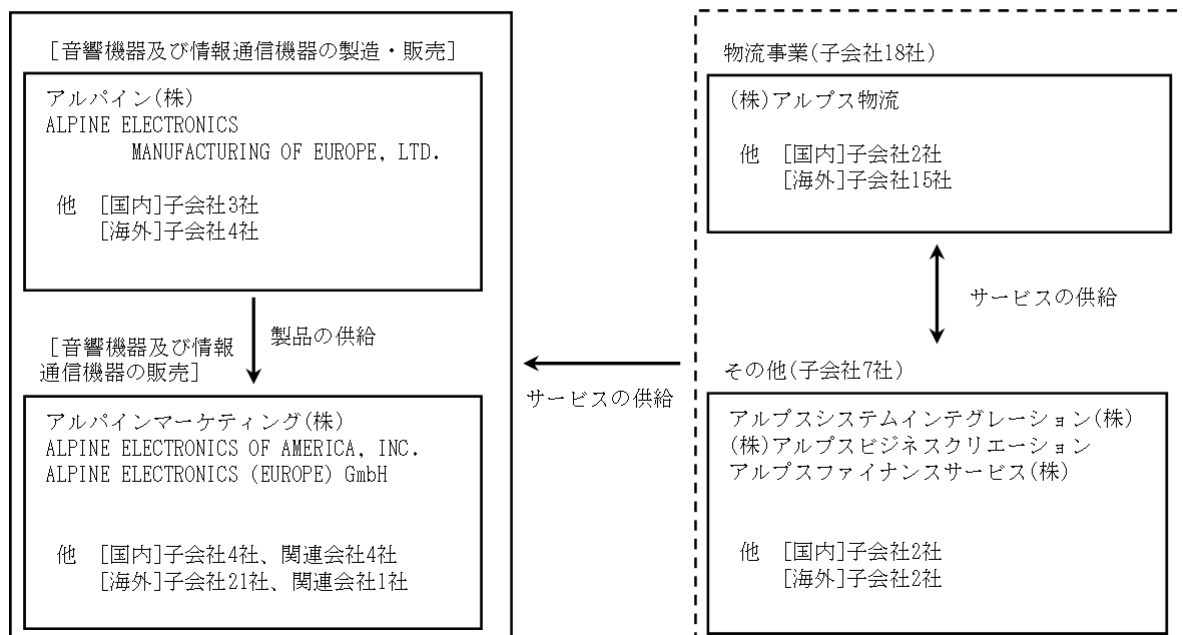 [音響機器及び情報通信機器の製造・販売]
アルパイン(株)
ALPINE ELECTRONICS
MANUFACTURING OF EUROPE, LTD.
他 [国内]子会社3社
[海外]子会社4社
製品の供給
[音響機器及び情報
通信機器の販売]
アルパインマーケティング(株)
ALPINE ELECTRONICS OF AMERICA, INC.
ALPINE ELECTRONICS (EUROPE) GmbH
他 [国内]子会社4社、関連会社4社
[海外]子会社21社、関連会社1社
サービスの供給
物流事業(子会社18社)
(株)アルプス物流
他 [国内]子会社2社
[海外]子会社15社
サービスの供給
その他(子会社7社)
アルプスシステムインテグレーション(株)
(株)アルプスビジネスクリエーション
アルプスファイナンスサービス(株)
他 [国内]子会社2社
[海外]子会社2社